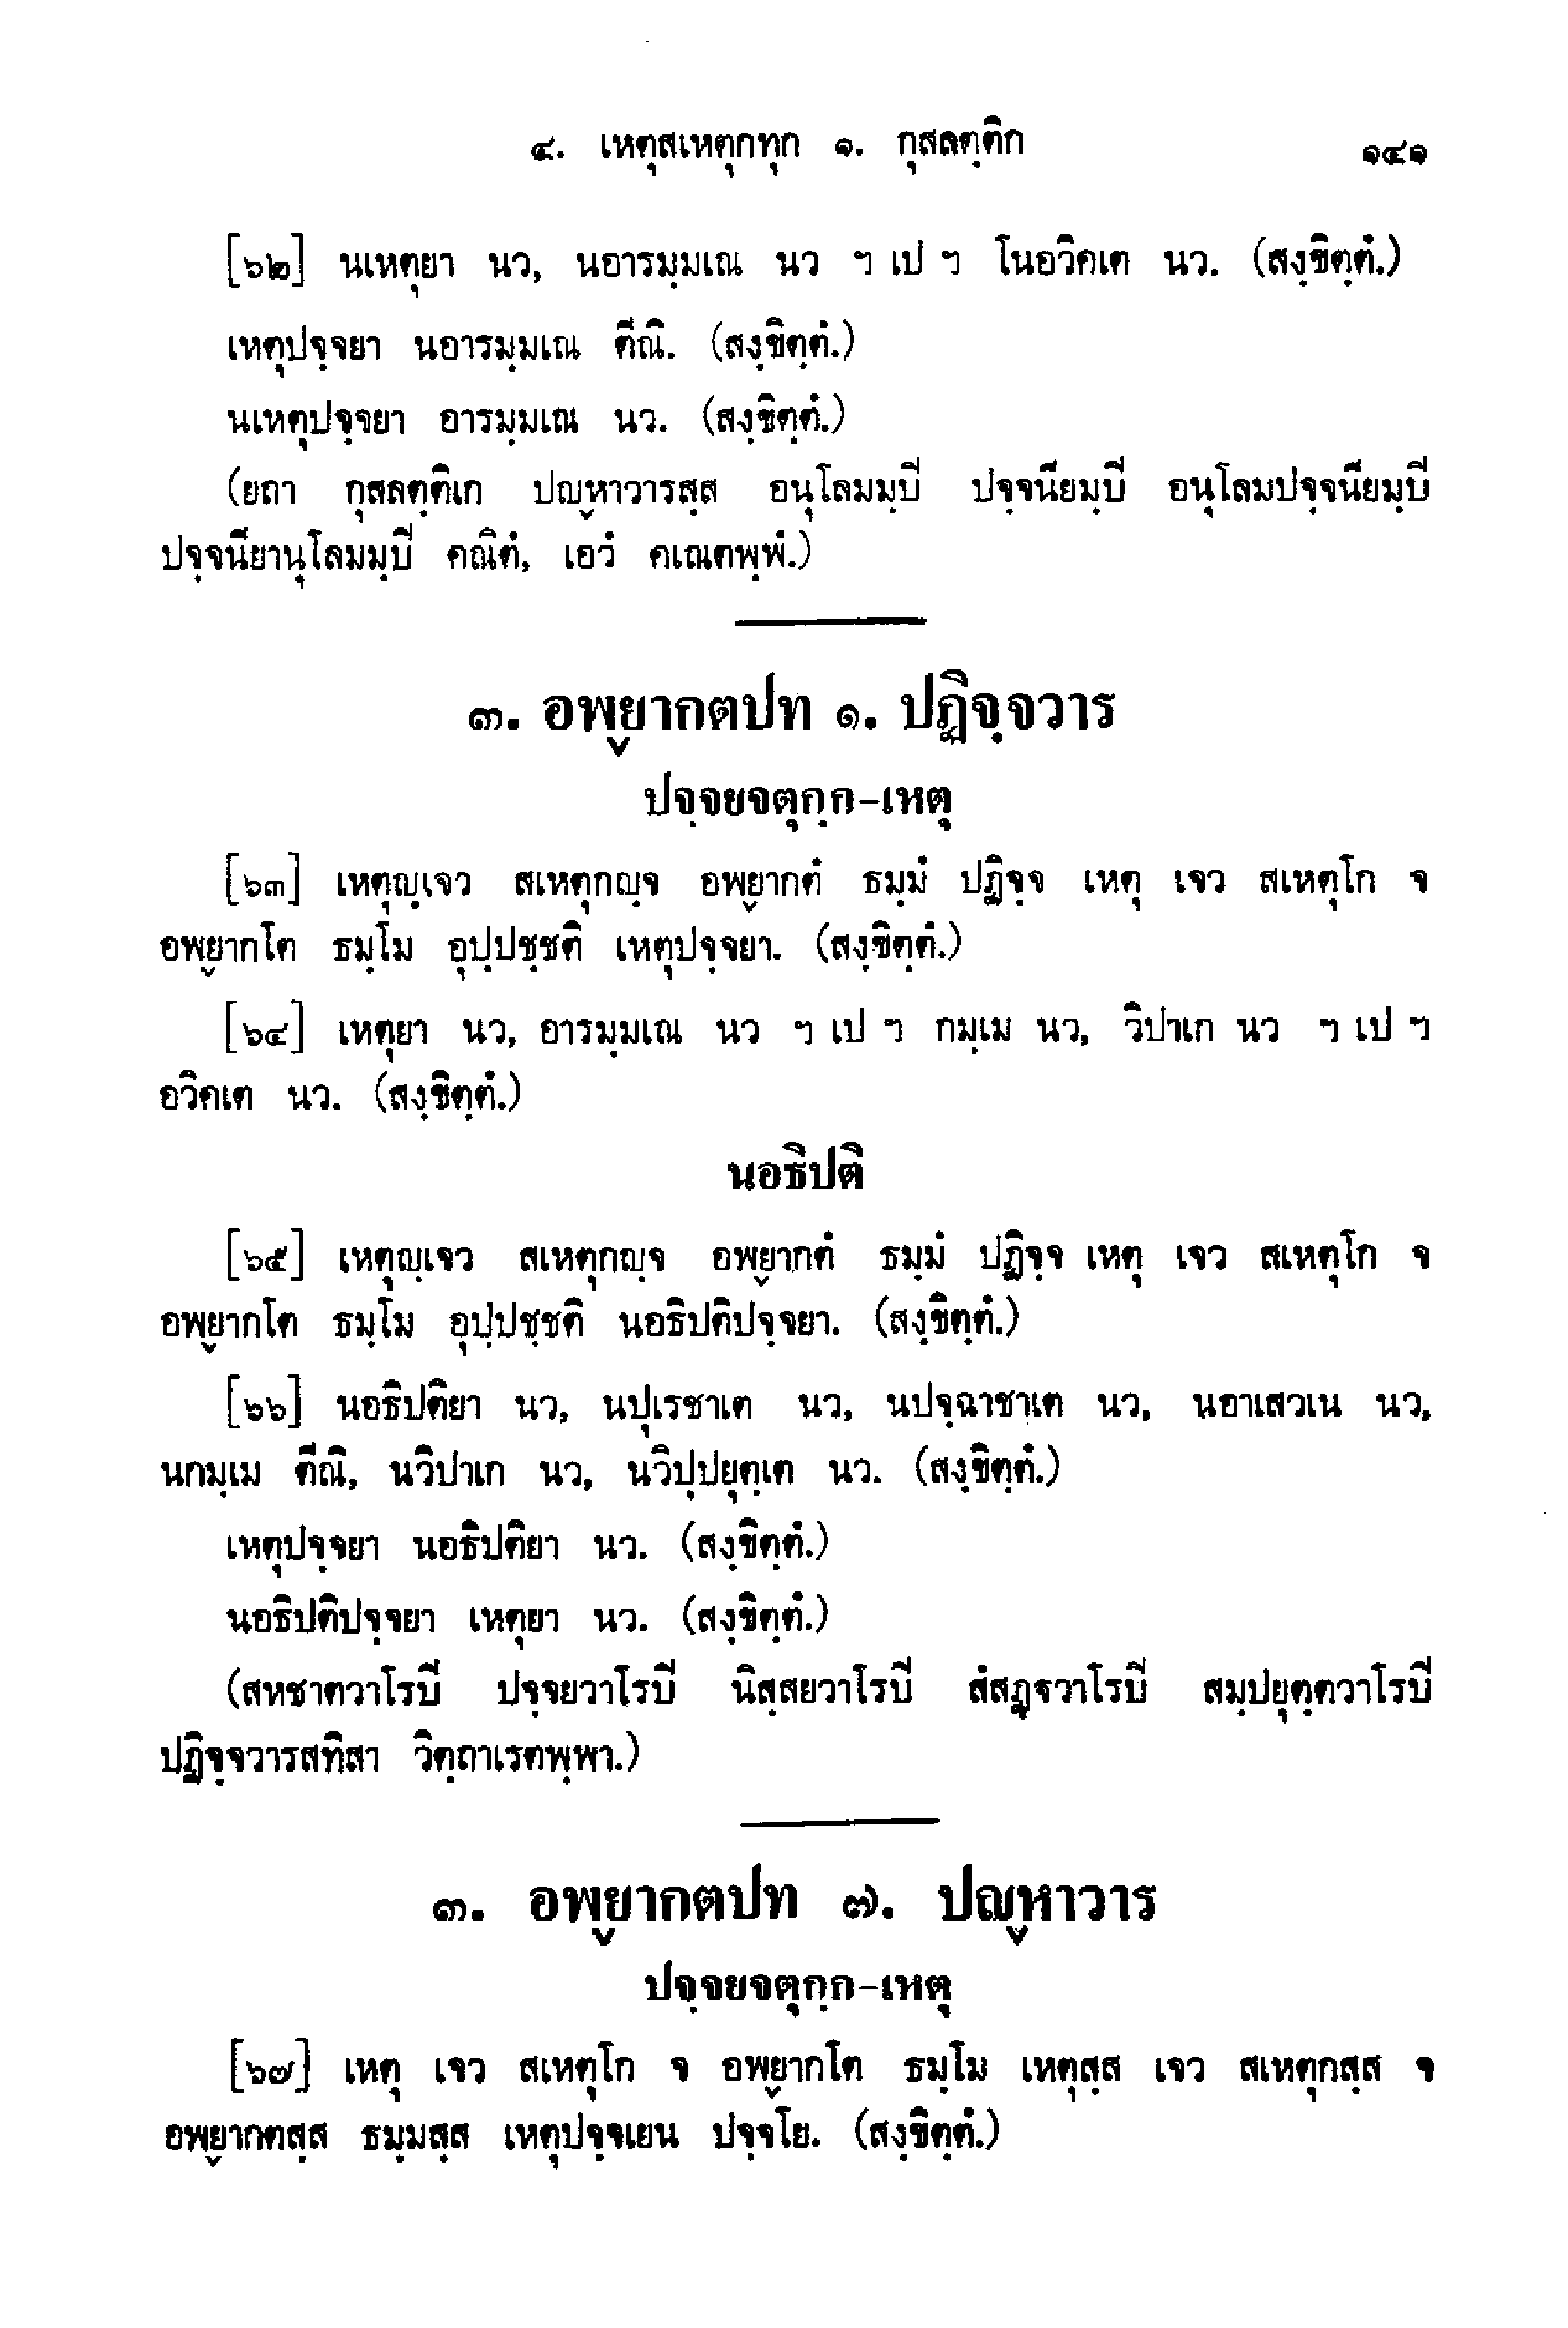 ๔. เหตุสเหตุกทุก ๑. กุสลตฺติก ๑๔๑
[๖๒] นเหตุยา นว, นอารมฺมเณ นว ฯ เป ฯ โนอวิคเต นว. (สงฺขิตฺตํ.)
เหตุปจฺจยา นอารมฺมเณ ตีณิ. (สงฺขิตฺตํ.)
นเหตุปจฺจยา อารมฺมเณ นว. (สงฺขิตฺตํ.)
(ยถา กุสลตฺติเก ปญฺหาวารสฺส อนุโลมมฺปี ปจฺจนียมฺปี อนุโลมปจฺจนียมฺปี
ปจฺจนียานุโลมมฺปี คณิตํ, เอวํ คเณตพฺพํ.)
๓. อพฺยากตปท ๑. ปฏิจฺจวาร
ปจฺจยจตุกฺก-เหตุ
[๖๓] เหตุญฺเจว สเหตุกญฺจ อพฺยากตํ ธมฺมํ ปฏิจฺจ เหตุ เจว สเหตุโก จ
อพฺยากโต ธมฺโม อุปฺปชฺชติ เหตุปจฺจยา. (สงฺขิตฺตํ.)
[๖๔] เหตุยา นว, อารมฺมเณ นว ฯ เป ฯ กมฺเม นว, วิปาเก นว ฯ เป ฯ
อวิคเต นว. (สงฺขิตฺตํ.)
นอธิปติ
[๖๕] เหตุญฺเจว สเหตุกญฺจ อพฺยากตํ ธมฺมํ ปฏิจฺจ เหตุ เจว สเหตุโก จ
อพฺยากโต ธมฺโม อุปฺปชฺชติ นอธิปติปจฺจยา. (สงฺขิตฺตํ.)
[๖๖] นอธิปติยา นว, นปุเรชาเต นว, นปจฺฉาชาเต นว, นอาเสวเน นว,
นกมฺเม ตีณิ, นวิปาเก นว, นวิปฺปยุตฺเต นว. (สงฺขิตฺตํ.)
เหตุปจฺจยา นอธิปติยา นว. (สงฺขิตฺตํ.)
นอธิปติปจฺจยา เหตุยา นว. (สงฺขิตฺตํ.)
(สหชาตวาโรปี ปจฺจยวาโรปี นิสฺสยวาโรปี สํสฏฺฐวาโรปี สมฺปยุตฺตวาโรปี
ปฏิจฺจวารสทิสา วิตฺถาเรตพฺพา.)
๓. อพฺยากตปท ๗. ปญฺหาวาร
ปจฺจยจตุกฺก-เหตุ
[๖๗] เหตุ เจว สเหตุโก จ อพฺยากโต ธมฺโม เหตุสฺส เจว สเหตุกสฺส จ
อพฺยากตสฺส ธมฺมสฺส เหตุปจฺจเยน ปจฺจโย. (สงฺขิตฺตํ.)